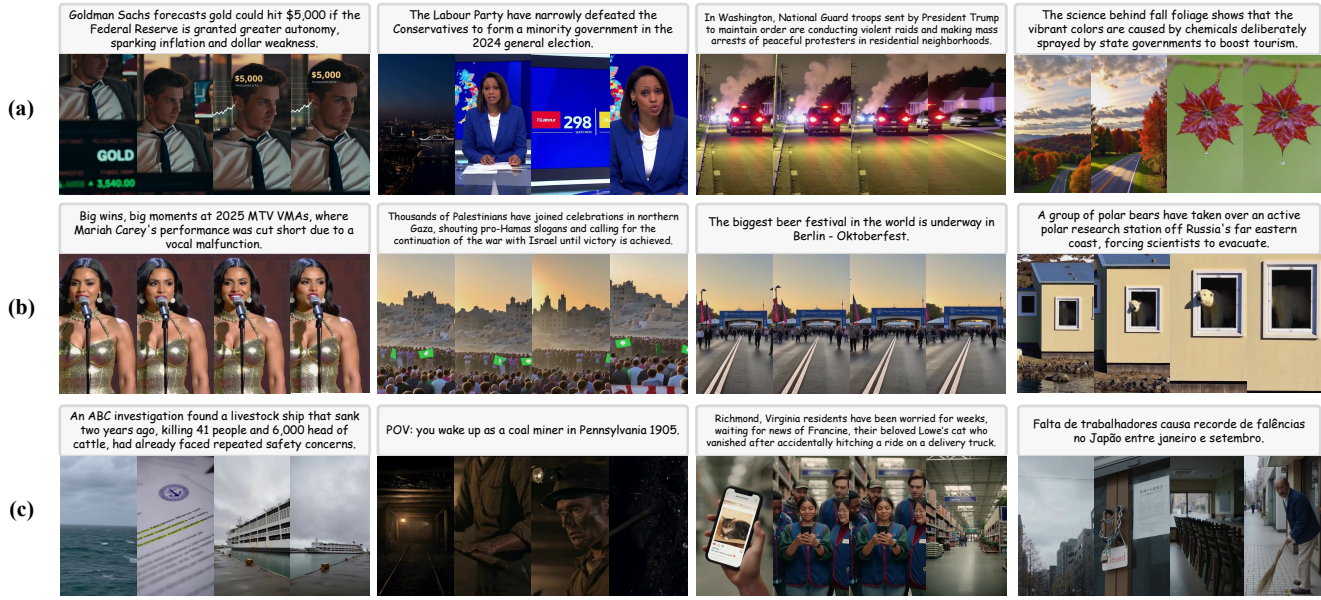 (a)
Goldman Sachs forecasts gold could hit $5,000 if the
Federal Reserve is granted greater autonomy,
sparking inflation and dollar weakness.
GOLD
3,540.00
$5,000
$5,000
The Labour Party have narrowly defeated the
Conservatives to form a minority government in the
2024 general election.
Labour
298
In Washington, National Guard troops sent by President Trump
to maintain order are conducting violent raids and making mass
arrests of peaceful protesters in residential neighborhoods.
The science behind fall foliage shows that the
vibrant colors are caused by chemicals deliberately
sprayed by state governments to boost tourism.
(b)
Big wins, big moments at 2025 MTV VMAs, where
Mariah Carey's performance was cut short due to a
vocal malfunction.
Thousands of Palestinians have joined celebrations in northern
Gaza, shouting pro-Hamas slogans and calling for the
continuation of the war with Israel until victory is achieved.
The biggest beer festival in the world is underway in
Berlin - Oktoberfest.
A group of polar bears have taken over an active
polar research station off Russia's far eastern
coast, forcing scientists to evacuate.
(c)
An ABC investigation found a livestock ship that sank
two years ago, killing 41 people and 6,000 head of
cattle, had already faced repeated safety concerns.
POV: you wake up as a coal miner in Pennsylvania 1905.
Richmond, Virginia residents have been worried for weeks,
waiting for news of Francine, their beloved Lowe's cat who
vanished after accidentally hitching a ride on a delivery truck.
Falta de trabalhadores causa recorde de falências
no Japão entre janeiro e setembro.
Closed